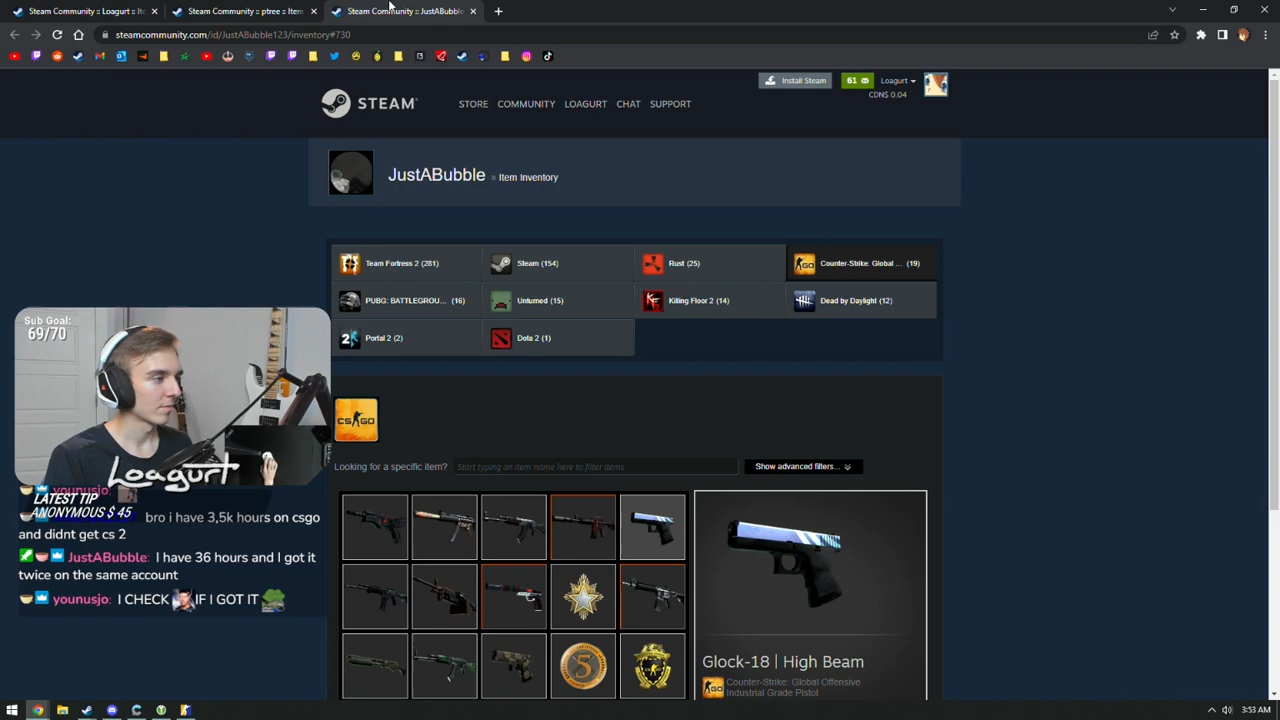 Steam Community :: Loagurt :: It
Steam Community :: ptree :: Item
Steam Community :: JustABubble
steamcommunity.com/id/JustABubble123/inventory#730
STEAM
STORE COMMUNITY LOAGURT CHAT SUPPORT
Install Steam
61
Loagurt
CDN$ 0.04
JustABubble » Item Inventory
Team Fortress 2 (281)
Steam (154)
Rust (25)
Counter-Strike: Global ... (19)
PUBG: BATTLEGROU... (16)
Unturned (15)
Killing Floor 2 (14)
Dead by Daylight (12)
Portal 2 (2)
Dota 2 (1)
CS GO
Looking for a specific item?
Start typing an item name here to filter items
Show advanced filters...
Sub Goal:
69/70
Loagurt
younusjo:
LATEST TIP
ANONYMOUS $ 45
bro i have 3,5k hours on csgo
and didnt get cs 2
JustABubble: I have 36 hours and I got it
twice on the same account
younusjo: I CHECK IF I GOT IT
5
Glock-18 | High Beam
Counter-Strike: Global Offensive
Industrial Grade Pistol
3:53 AM